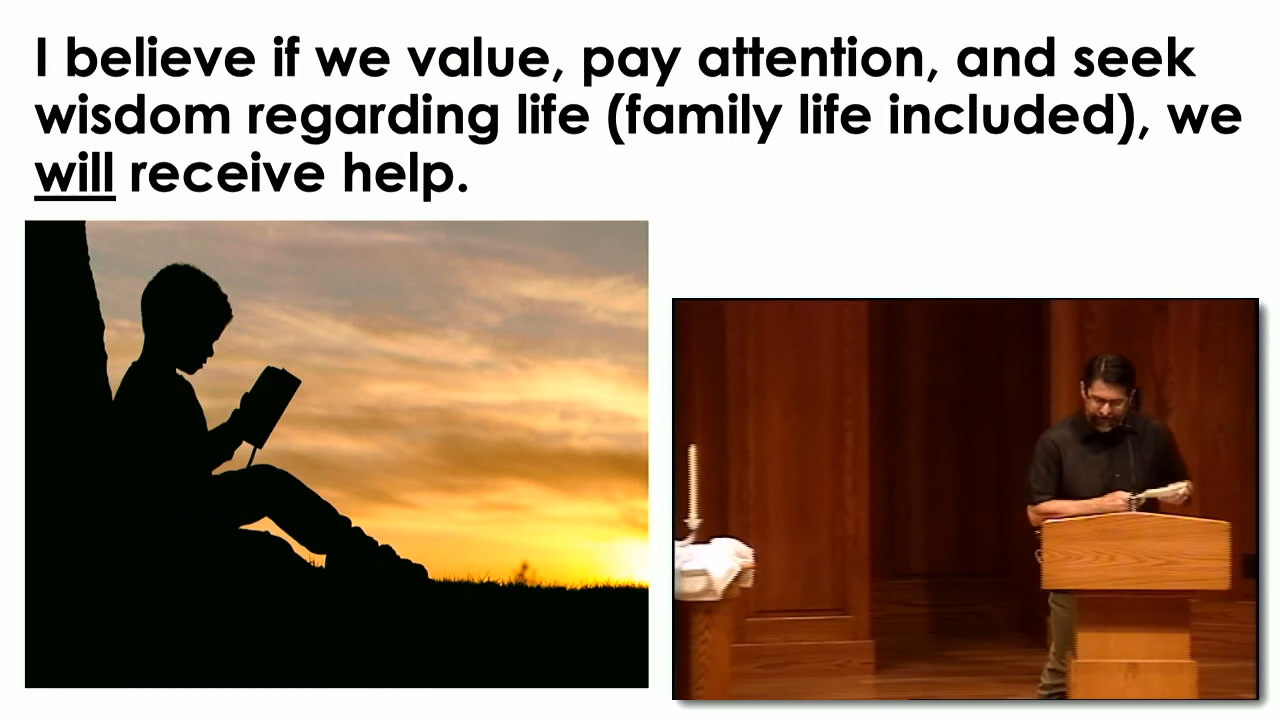 I believe if we value, pay attention, and seek
wisdom regarding life (family life included), we
will receive help.